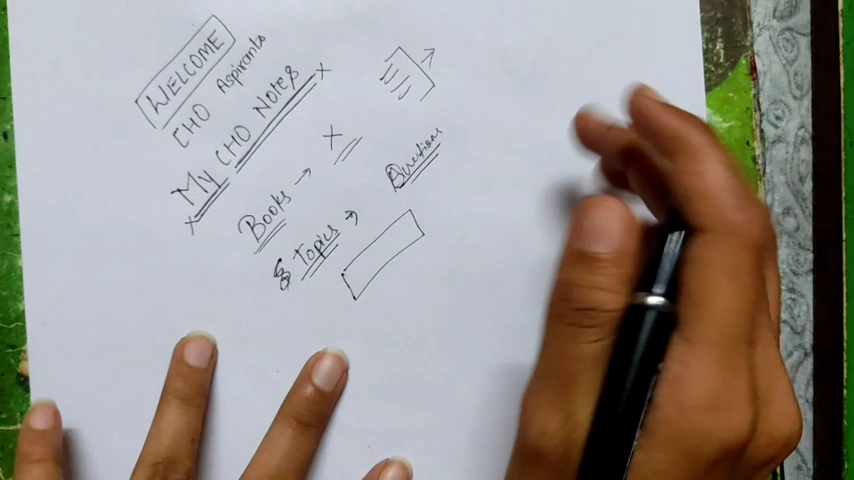 WELCOME
CHO Aspirants
x My CHO Notes x
Books → x
Questions
& Topics →